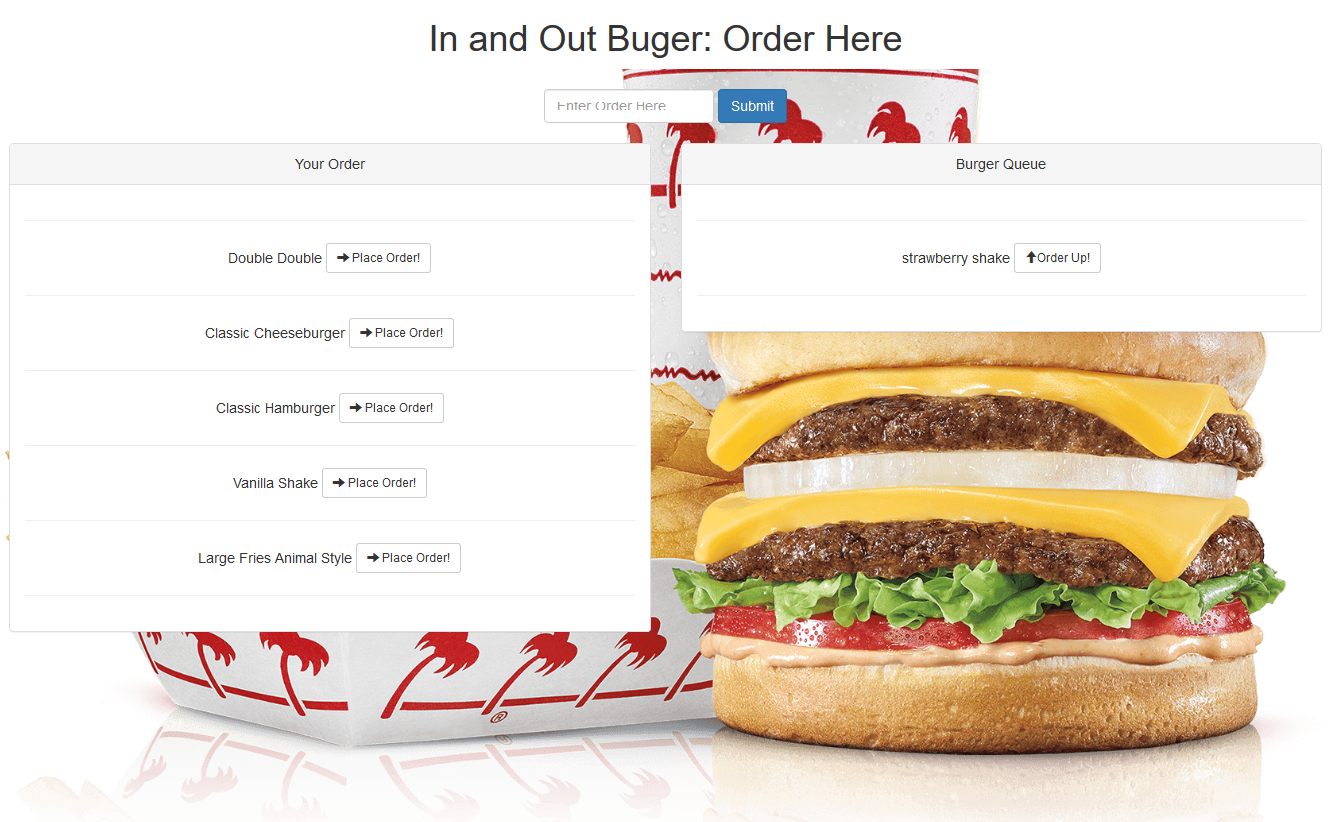 In and Out Buger: Order Here
Enter Order Here Submit
Your Order
Double Double Place Order!
Classic Cheeseburger Place Order!
Classic Hamburger Place Order!
Vanilla Shake Place Order!
Large Fries Animal Style Place Order!
Burger Queue
strawberry shake Order Up!
®